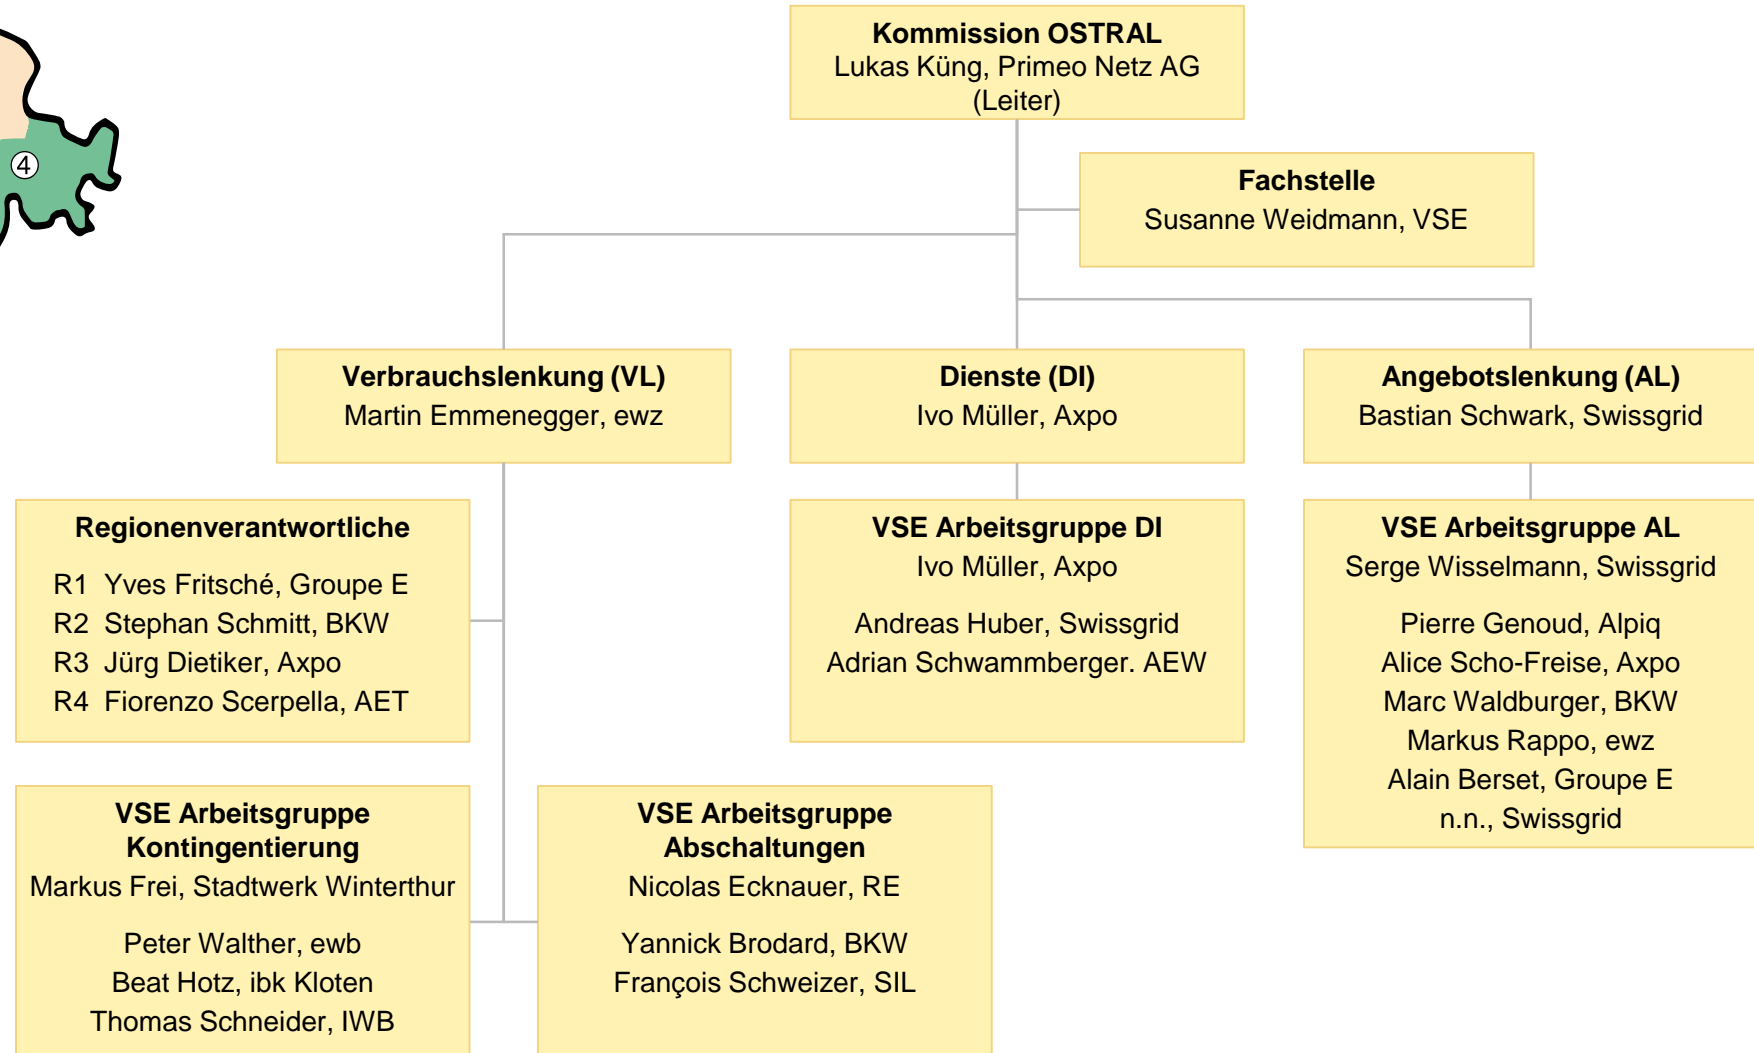 Kommission OSTRAL
Lukas Küng, Primeo Netz AG
(Leiter)
4
Fachstelle
Susanne Weidmann, VSE
Verbrauchslenkung (VL)
Martin Emmenegger, ewz
Dienste (DI)
Ivo Müller, Axpo
Angebotslenkung (AL)
Bastian Schwark, Swissgrid
Regionenverantwortliche
R1 Yves Fritsché, Groupe E
R2 Stephan Schmitt, BKW
R3 Jürg Dietiker, Axpo
R4 Fiorenzo Scerpella, AET
VSE Arbeitsgruppe DI
Ivo Müller, Axpo
Andreas Huber, Swissgrid
Adrian Schwammberger. AEW
VSE Arbeitsgruppe AL
Serge Wisselmann, Swissgrid
Pierre Genoud, Alpiq
Alice Scho-Freise, Axpo
Marc Waldburger, BKW
Markus Rappo, ewz
Alain Berset, Groupe E
n.n., Swissgrid
VSE Arbeitsgruppe
Kontingentierung
Markus Frei, Stadtwerk Winterthur
Peter Walther, ewb
Beat Hotz, ibk Kloten
Thomas Schneider, IWB
VSE Arbeitsgruppe
Abschaltungen
Nicolas Ecknauer, RE
Yannick Brodard, BKW
François Schweizer, SIL